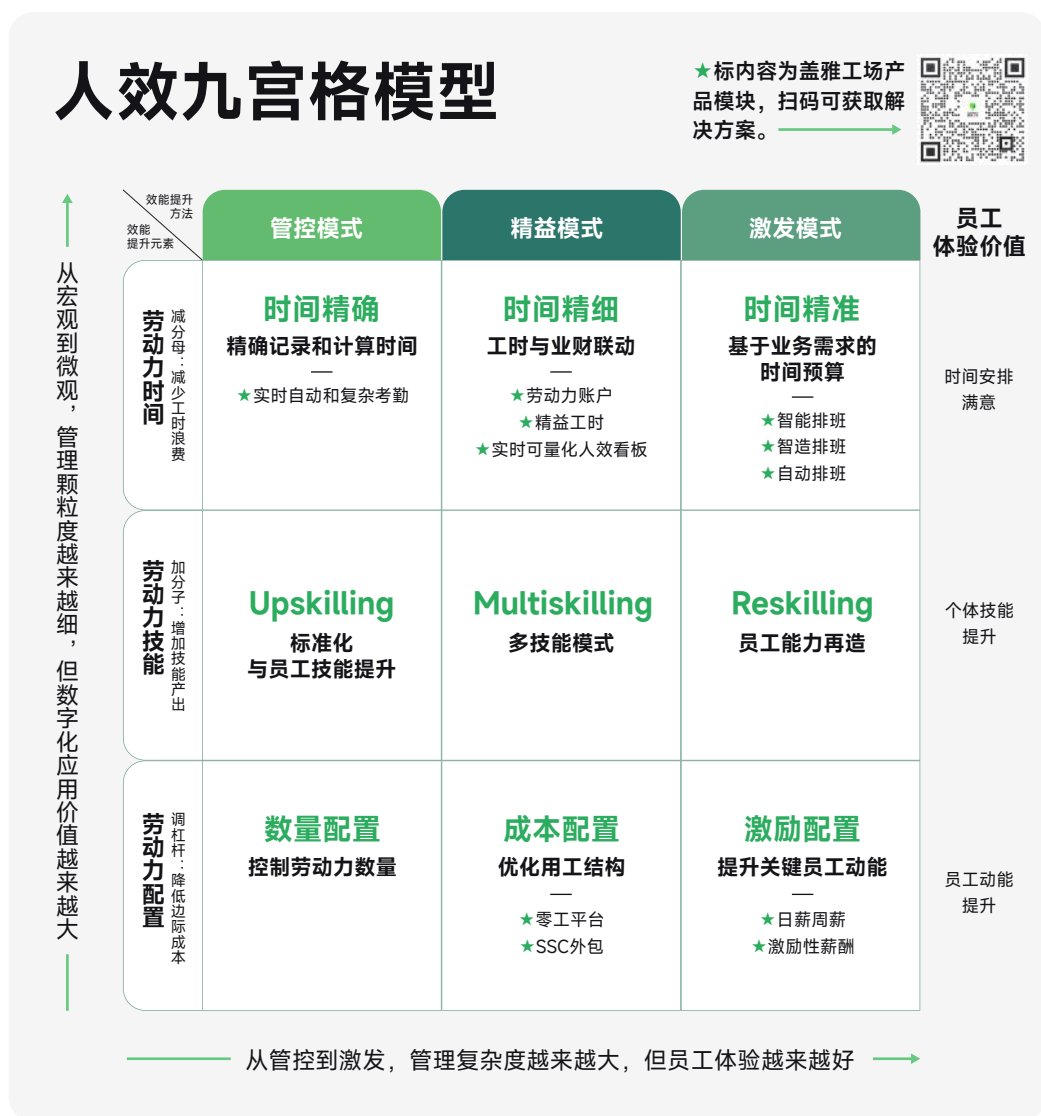 人效九宫格模型
★标内容为盖雅工场产
品模块，扫码可获取解
决方案。
效能提升
方法
效能
提升元素
管控模式
精益模式
激发模式
员工
体验价值
从宏观到微观，管理颗粒度越来越细，但数字化应用价值越来越大
劳动力时间
减分母：减少工时浪费
时间精确
精确记录和计算时间
—
★实时自动和复杂考勤
时间精细
工时与业财联动
—
★劳动力账户
★精益工时
★实时可量化人效看板
时间精准
基于业务需求的
时间预算
—
★智能排班
★智造排班
★自动排班
时间安排
满意
劳动力技能
加分子：增加技能产出
Upskilling
标准化
与员工技能提升
Multiskilling
多技能模式
Reskilling
员工能力再造
个体技能
提升
劳动力配置
调杠杆：降低边际成本
数量配置
控制劳动力数量
成本配置
优化用工结构
—
★零工平台
★SSC外包
激励配置
提升关键员工动能
—
★日薪周薪
★激励性薪酬
员工动能
提升
从管控到激发，管理复杂度越来越大，但员工体验越来越好